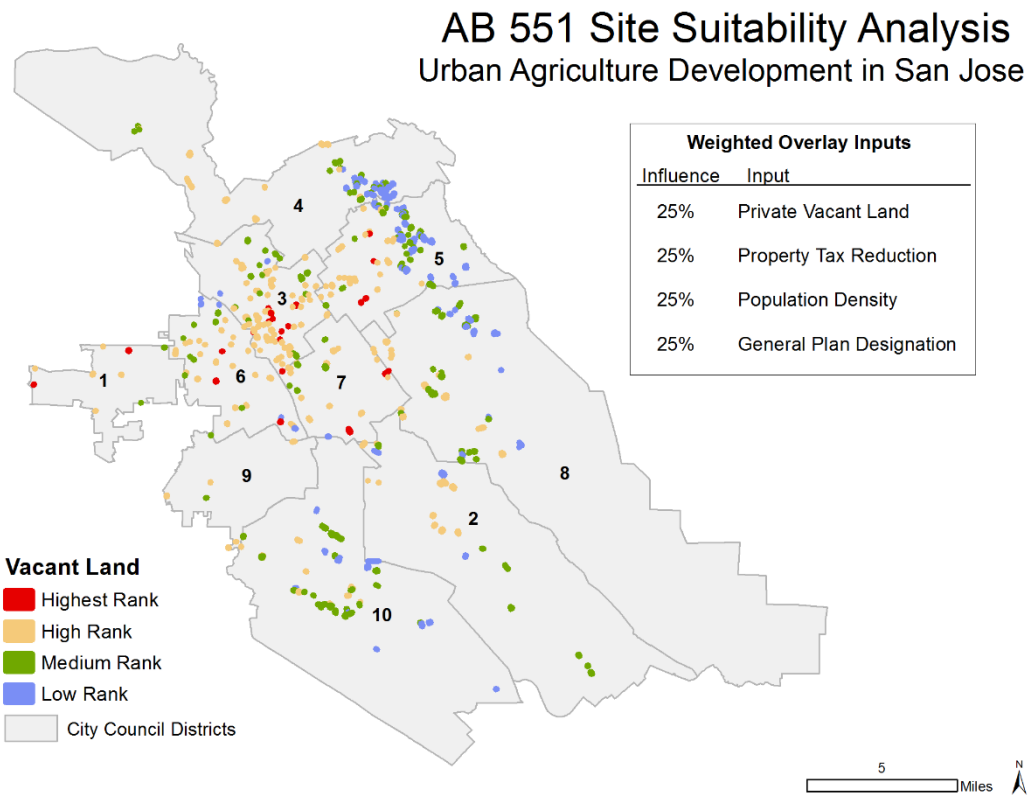 AB 551 Site Suitability Analysis
Urban Agriculture Development in San Jose
Weighted Overlay Inputs
Influence Input
25% Private Vacant Land
25% Property Tax Reduction
25% Population Density
25% General Plan Designation
4
5
3
1
6
7
9
8
2
10
Vacant Land
Highest Rank
High Rank
Medium Rank
Low Rank
City Council Districts
5
Miles
N